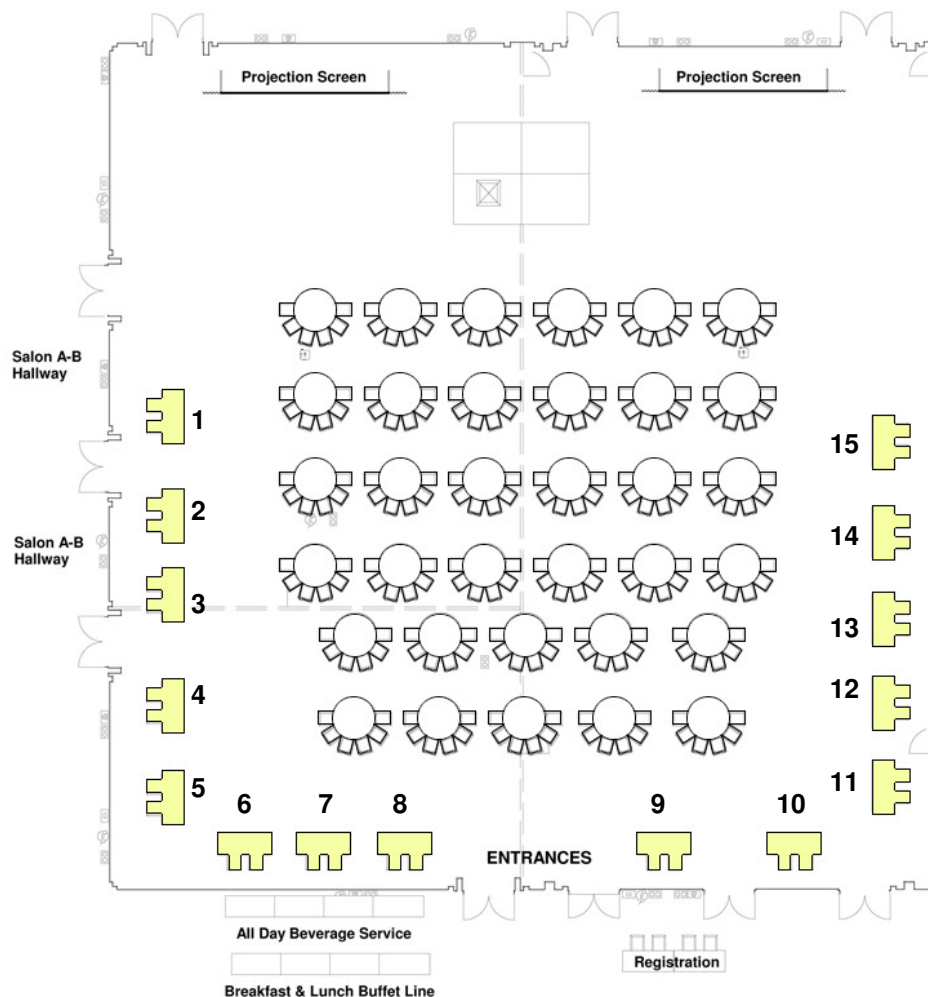 Projection Screen
Projection Screen
Salon A-B
Hallway
1
15
2
14
Salon A-B
Hallway
3
13
4
12
5
11
6
7
8
9
10
ENTRANCES
All Day Beverage Service
Registration
Breakfast & Lunch Buffet Line